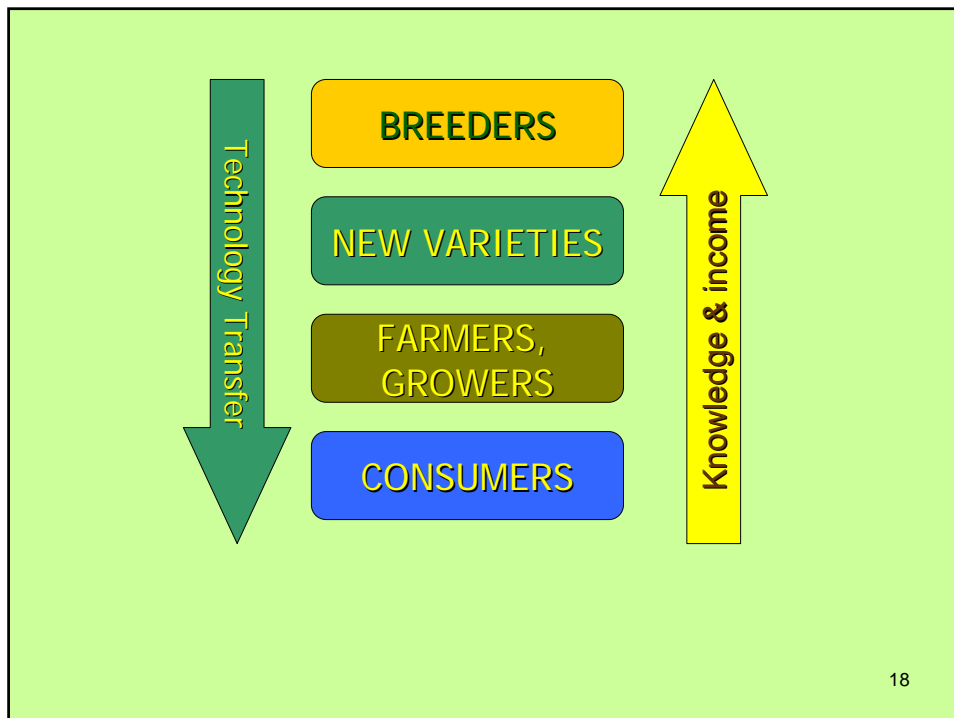 Technology Transfer
BREEDERS
NEW VARIETIES
FARMERS,
GROWERS
CONSUMERS
Knowledge & income
18